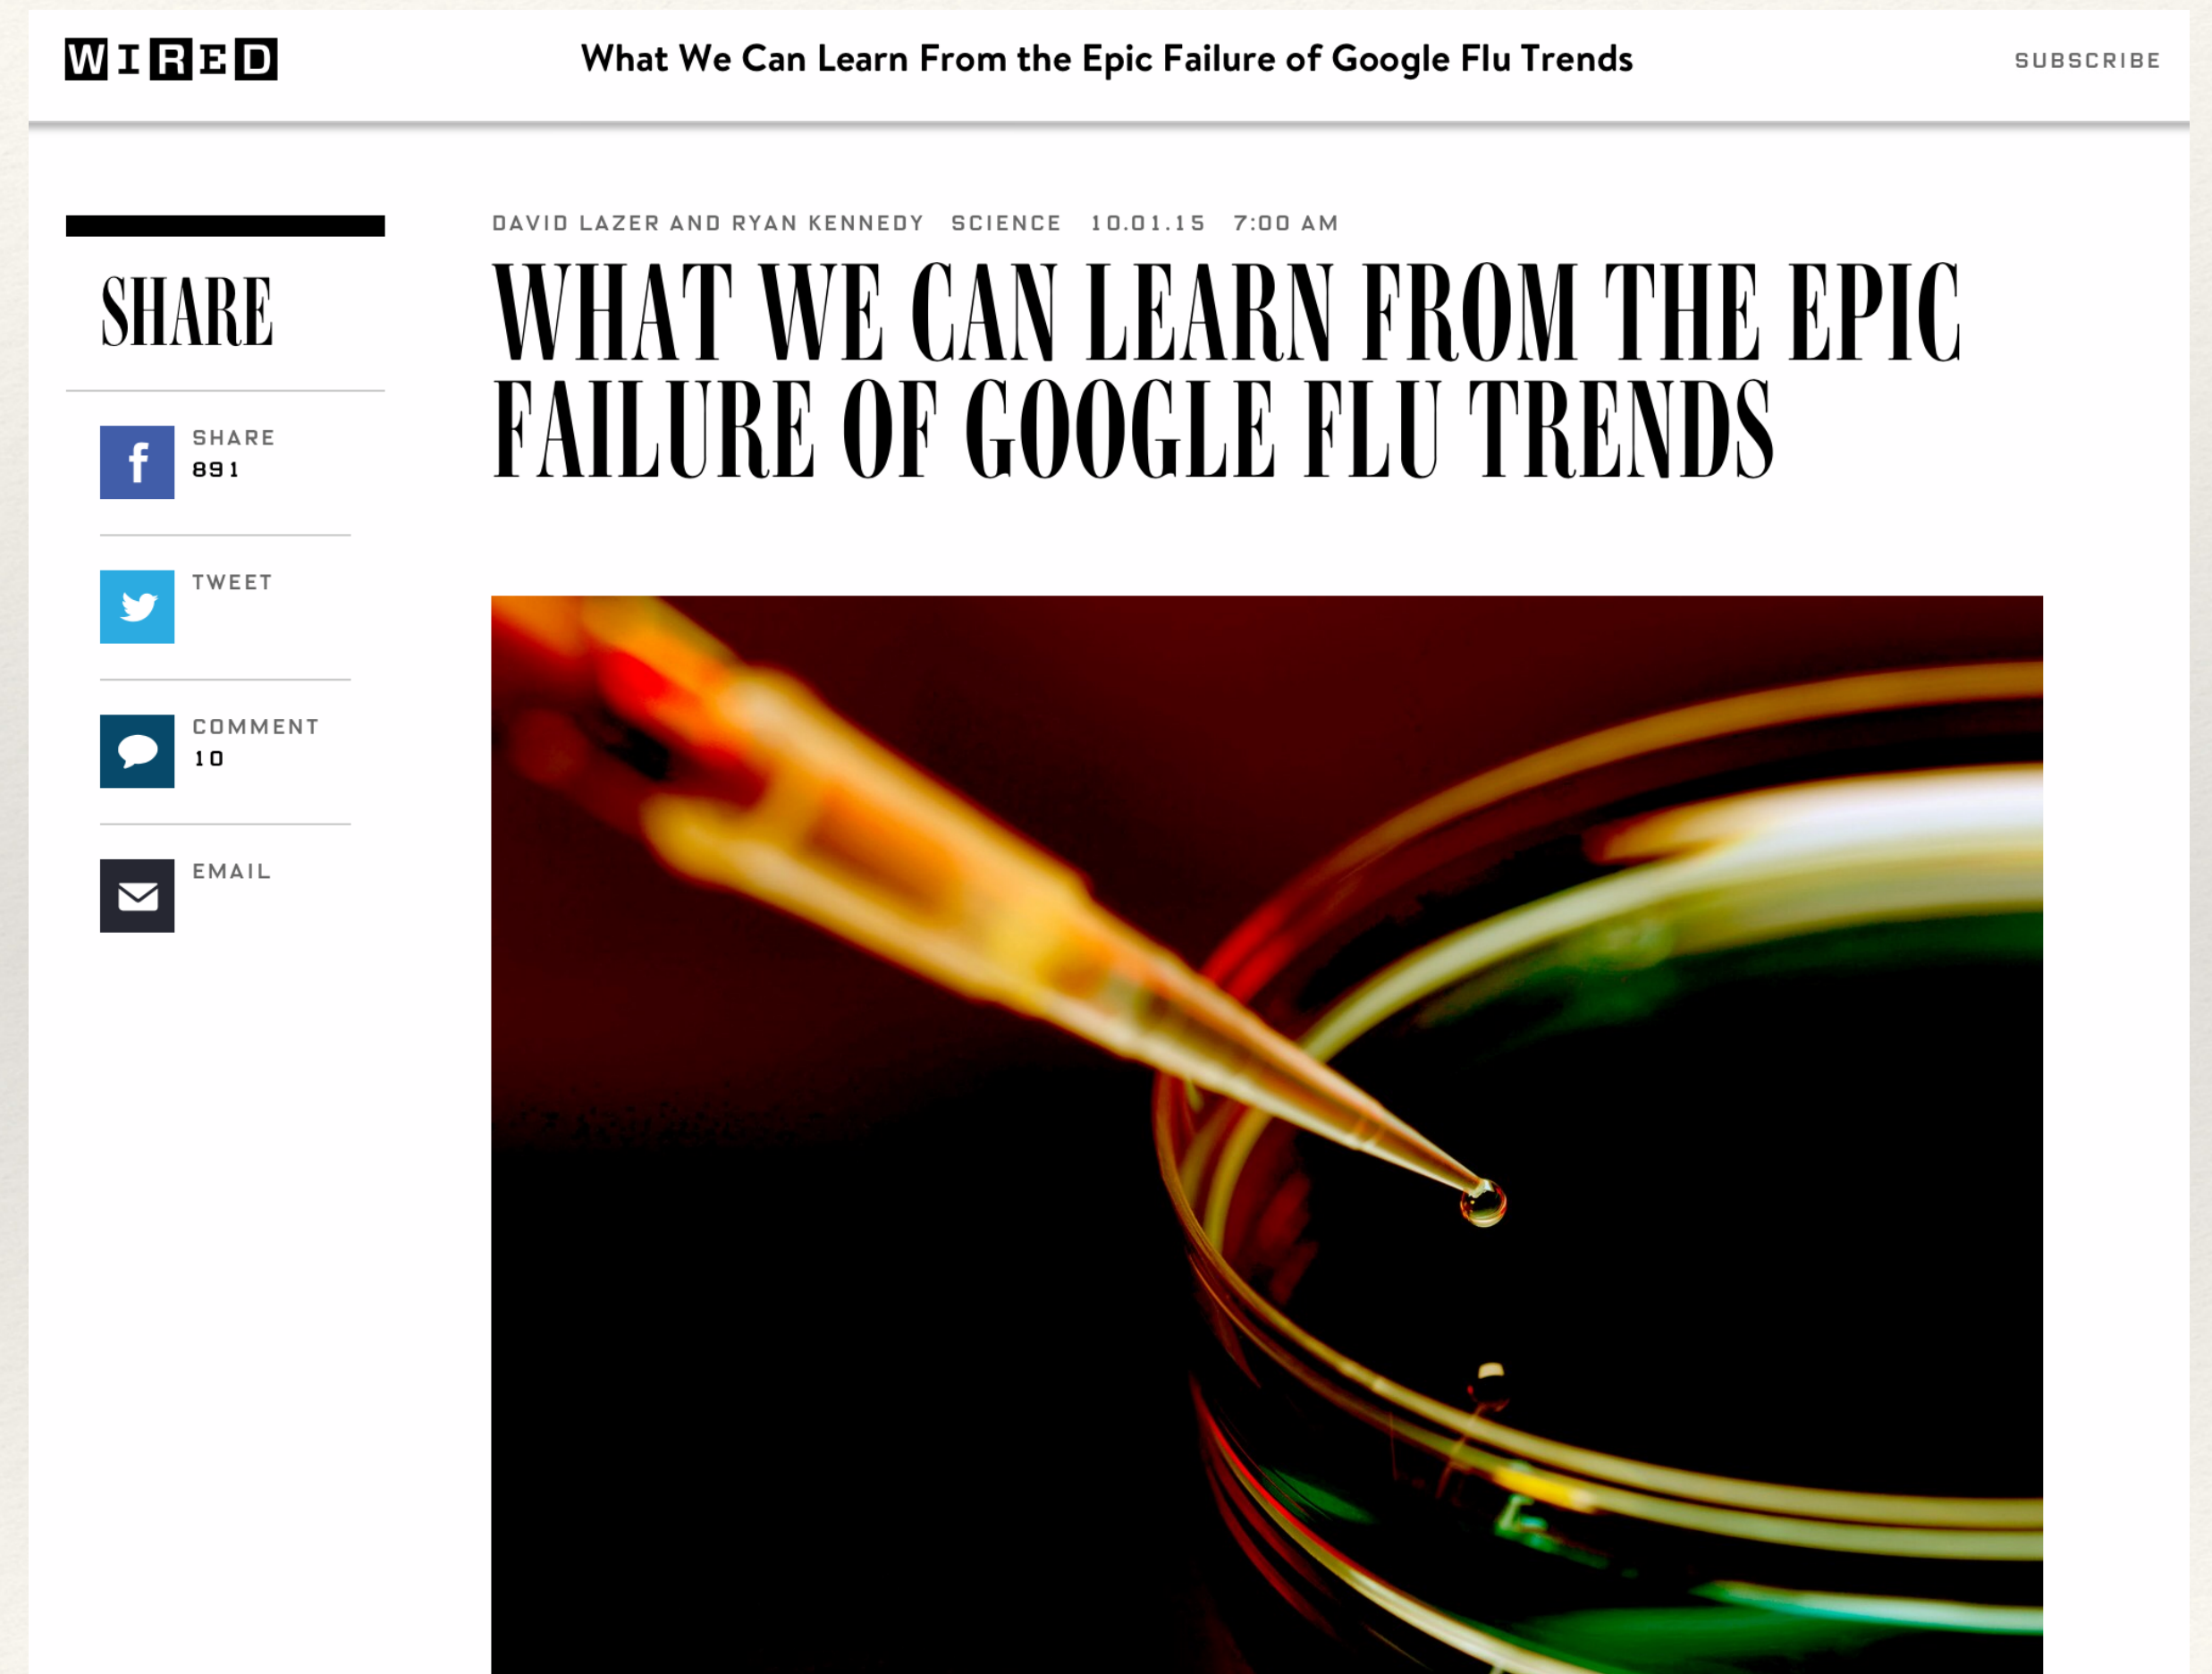 WIRED
What We Can Learn From the Epic Failure of Google Flu Trends
SUBSCRIBE
SHARE
SHARE
891
TWEET
COMMENT
10
EMAIL
DAVID LAZER AND RYAN KENNEDY SCIENCE 10.01.15 7:00 AM
WHAT WE CAN LEARN FROM THE EPIC
FAILURE OF GOOGLE FLU TRENDS